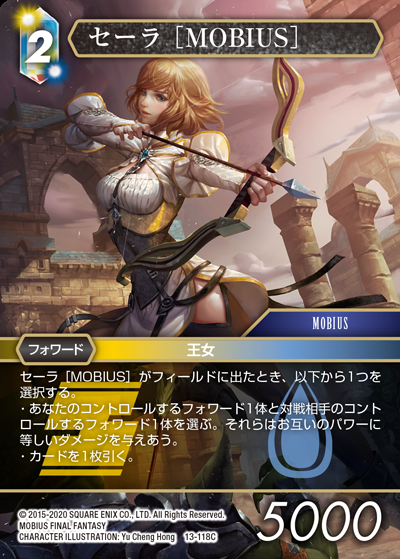 2
セーラ［MOBIUS］
MOBIUS
フォワード
王女
セーラ［MOBIUS］がフィールドに出たとき、以下から1つを
選択する。
・あなたのコントロールするフォワード1体と対戦相手のコント
ロールするフォワード1体を選ぶ。それらはお互いのパワーに
等しいダメージを与えあう。
・カードを1枚引く。
© 2015-2020 SQUARE ENIX CO., LTD. All Rights Reserved.
MOBIUS FINAL FANTASY
CHARACTER ILLUSTRATION: Yu Cheng Hong 13-118C
5000